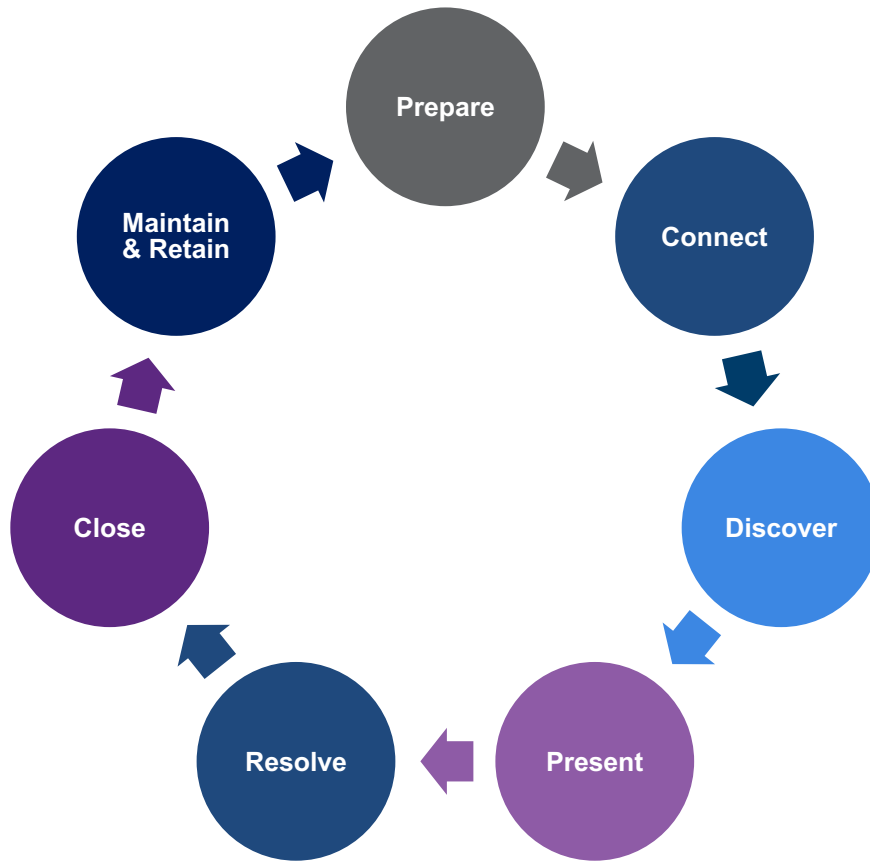 Prepare
Connect
Discover
Present
Resolve
Close
Maintain
& Retain